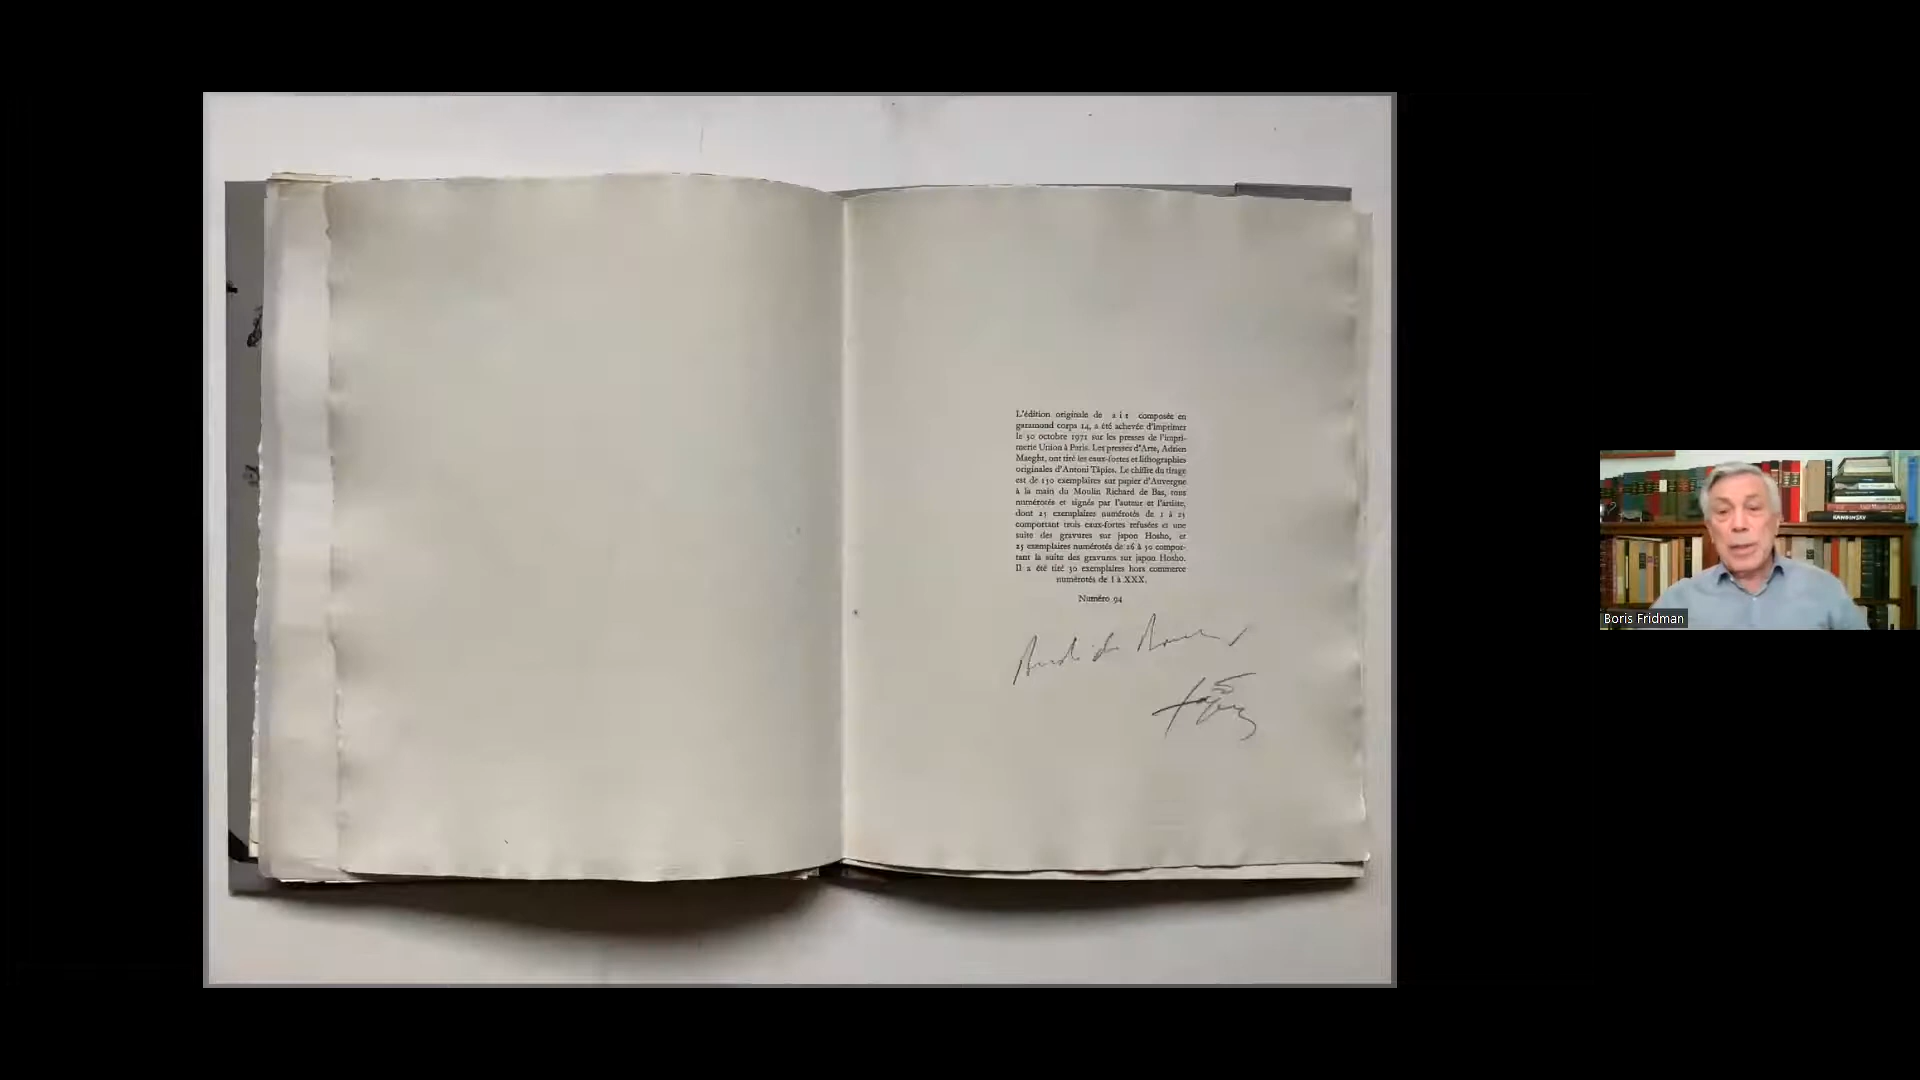 L'édition originale de air composée en
garamond corps 14, a été achevée d'imprimer
le 30 octobre 1971 sur les presses de l'impri-
merie Union à Paris. Les presses d'Arte, Adrien
Maeght, ont tiré les eaux-fortes et lithographies
originales d'Antoni Tàpies. Le chiffre du tirage
est de 150 exemplaires sur papier d'Auvergne
à la main du Moulin Richard de Bas, tous
numérotés et signés par l'auteur et l'artiste,
dont 25 exemplaires numérotés de 1 à 25
comportant trois eaux-fortes refusées et une
suite des gravures sur japon Hosho, et
25 exemplaires numérotés de 26 à 50 compor-
tant la suite des gravures sur japon Hosho.
Il a été tiré 30 exemplaires hors commerce
numérotés de I à XXX.
Numéro 94
Boris Fridman
KANDINSKY